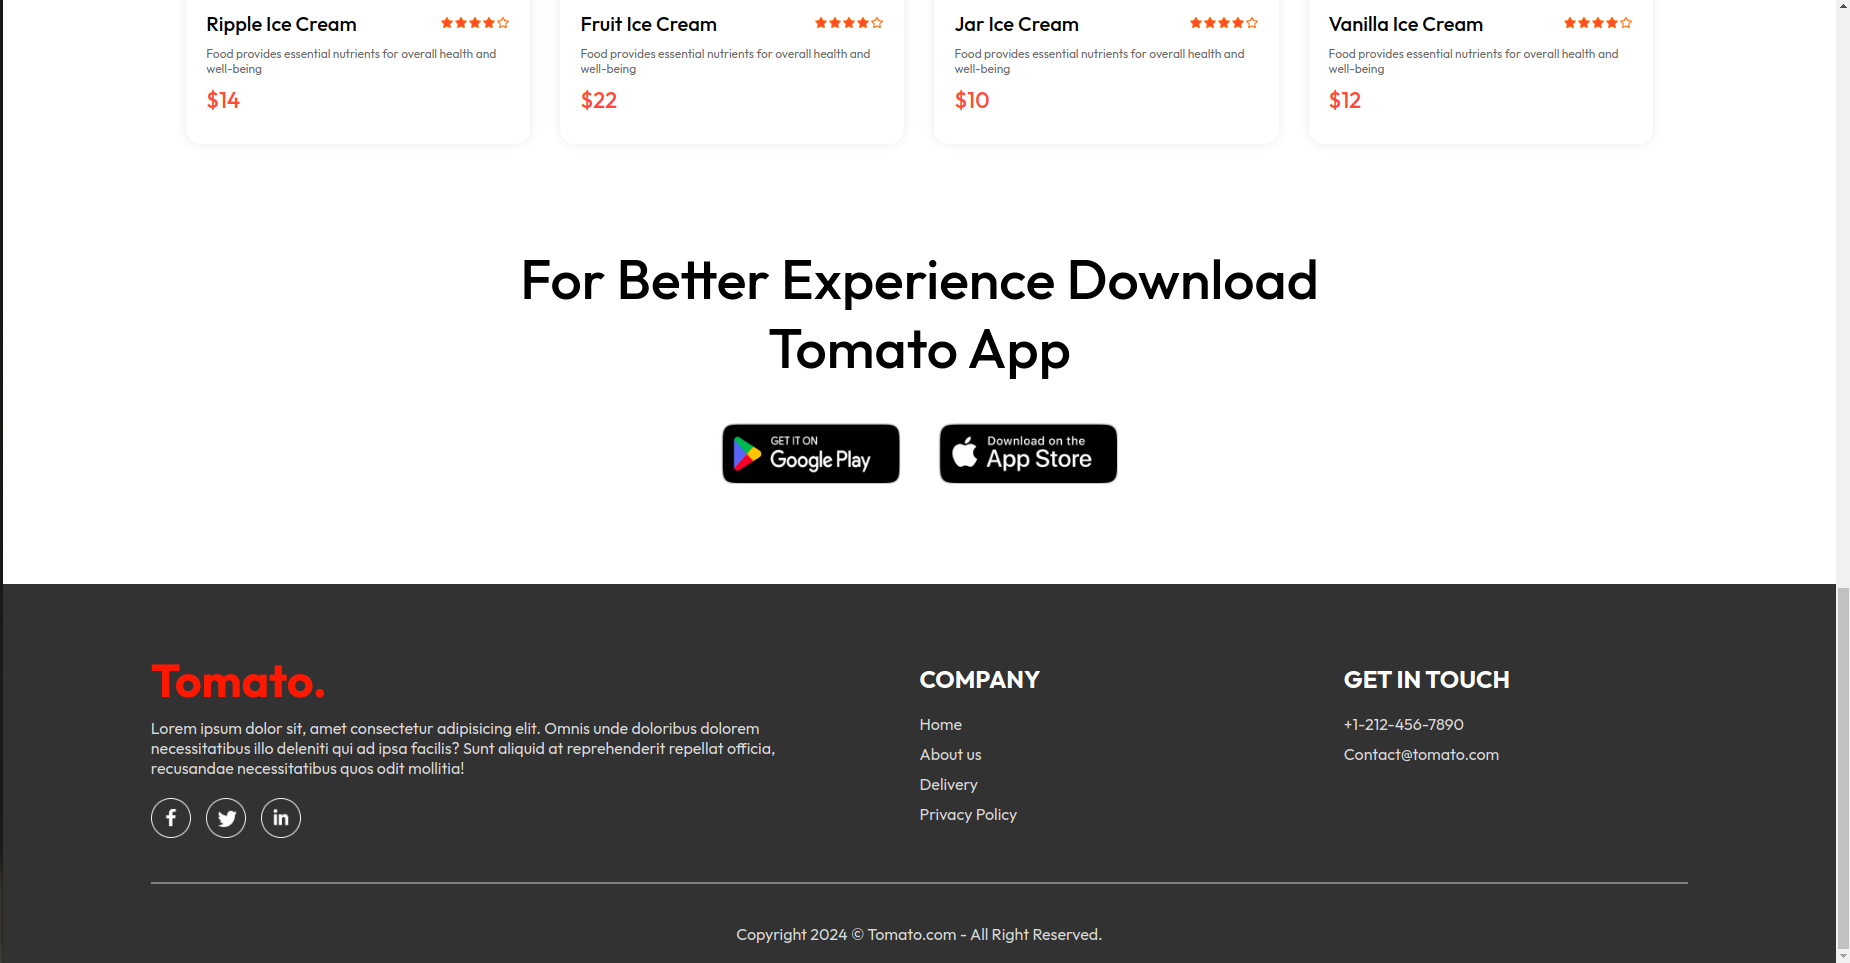 Ripple Ice Cream
Food provides essential nutrients for overall health and
well-being
$14
Fruit Ice Cream
Food provides essential nutrients for overall health and
well-being
$22
Jar Ice Cream
Food provides essential nutrients for overall health and
well-being
$10
Vanilla Ice Cream
Food provides essential nutrients for overall health and
well-being
$12
For Better Experience Download
Tomato App
GET IT ON
Google Play
Download on the
App Store
Tomato.
Lorem ipsum dolor sit, amet consectetur adipisicing elit. Omnis unde doloribus dolorem
necessitatibus illo deleniti qui ad ipsa facilis? Sunt aliquid at reprehenderit repellat officia,
recusandae necessitatibus quos odit mollitia!
COMPANY
Home
About us
Delivery
Privacy Policy
GET IN TOUCH
+1-212-456-7890
Contact@tomato.com
Copyright 2024 © Tomato.com - All Right Reserved.